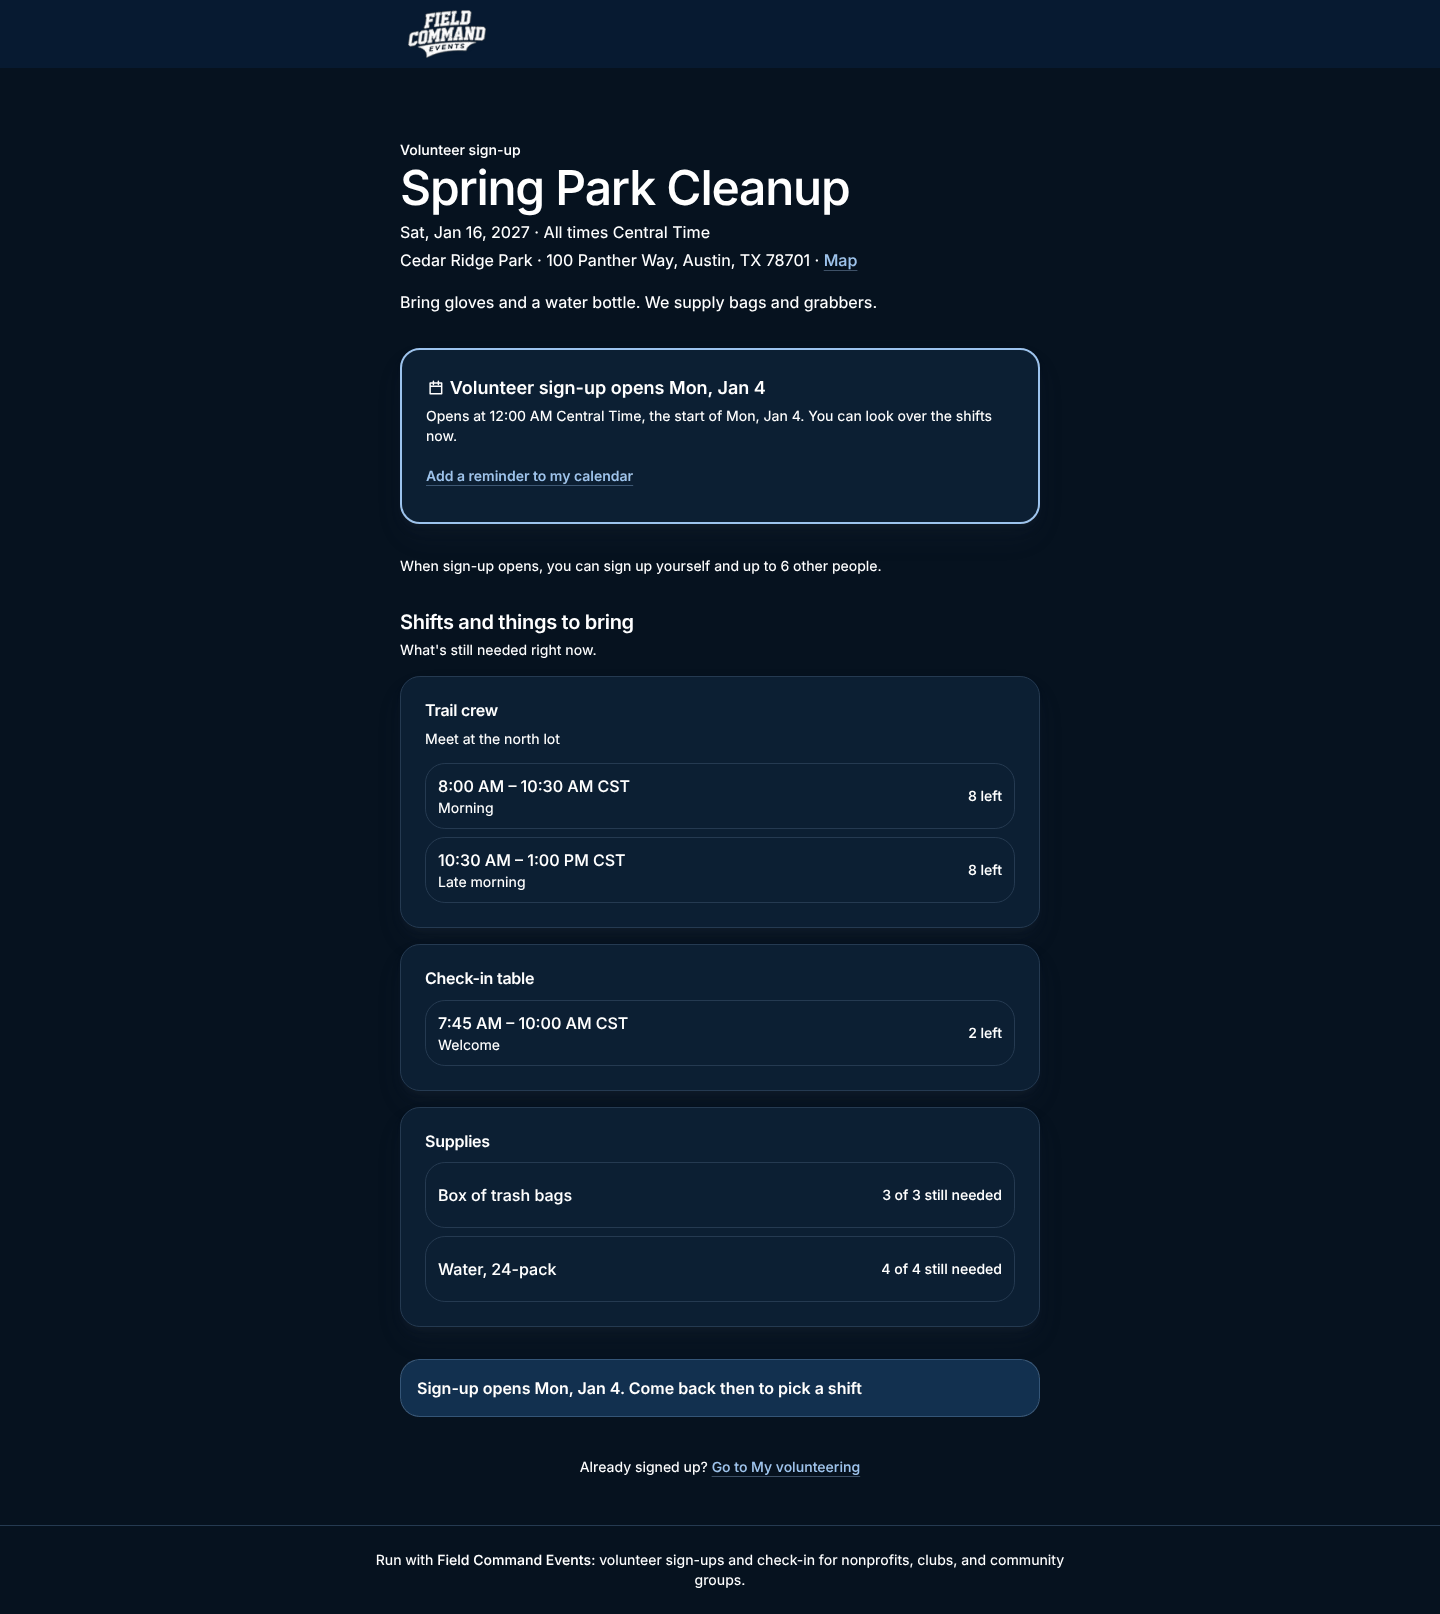 FIELD
COMMAND
EVENTS
Volunteer sign-up
Spring Park Cleanup
Sat, Jan 16, 2027 · All times Central Time
Cedar Ridge Park · 100 Panther Way, Austin, TX 78701 · Map
Bring gloves and a water bottle. We supply bags and grabbers.
Volunteer sign-up opens Mon, Jan 4
Opens at 12:00 AM Central Time, the start of Mon, Jan 4. You can look over the shifts
now.
Add a reminder to my calendar
When sign-up opens, you can sign up yourself and up to 6 other people.
Shifts and things to bring
What's still needed right now.
Trail crew
Meet at the north lot
8:00 AM – 10:30 AM CST
Morning
8 left
10:30 AM – 1:00 PM CST
Late morning
8 left
Check-in table
7:45 AM – 10:00 AM CST
Welcome
2 left
Supplies
Box of trash bags
3 of 3 still needed
Water, 24-pack
4 of 4 still needed
Sign-up opens Mon, Jan 4. Come back then to pick a shift
Already signed up? Go to My volunteering
Run with Field Command Events: volunteer sign-ups and check-in for nonprofits, clubs, and community
groups.